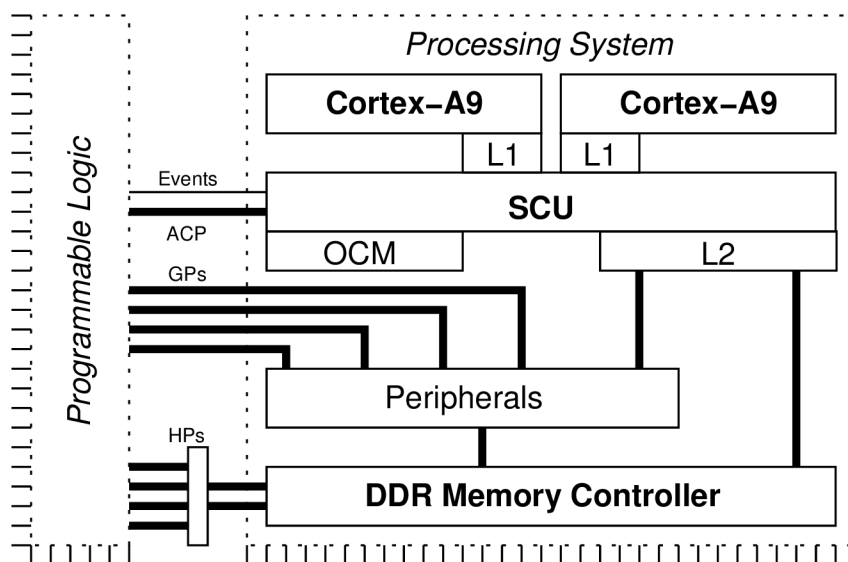 Processing System
Cortex–A9
Cortex–A9
L1
L1
Programmable Logic
Events
SCU
ACP
OCM
L2
GPs
Peripherals
HPs
DDR Memory Controller